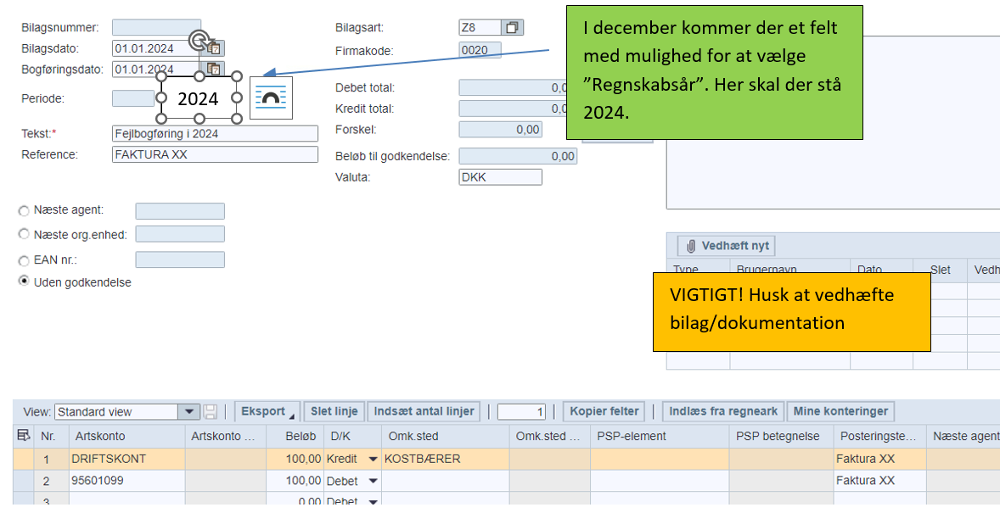 Bilagsnummer:
Bilagsdato: 01.01.2024
Bogføringsdato: 01.01.2024
Periode:
2024
Tekst:* Fejlbogføring i 2024
Reference: FAKTURA XX
Bilagsart: Z8
Firmakode: 0020
Debet total: 0,0
Kredit total: 0,0
Forskel: 0,00
Beløb til godkendelse: 0,00
Valuta: DKK
I december kommer der et felt
med mulighed for at vælge
”Regnskabsår”. Her skal der stå
2024.
Næste agent:
Næste org.enhed:
EAN nr.:
Uden godkendelse
Vedhæft nyt
Type Brugernavn Dato Slet Vedh
VIGTIGT! Husk at vedhæfte
bilag/dokumentation
View: Standard view Eksport Slet linje Indsæt antal linjer 1 Kopier felter Indlæs fra regneark Mine konteringer
Nr. Artskonto Artskonto ... Beløb D/K Omk.sted Omk.sted ... PSP-element PSP betegnelse Posteringste... Næste agent
1 DRIFTSKONT 100,00 Kredit KOSTBÆRER Faktura XX
2 95601099 100,00 Debet Faktura XX
3 0,00 Debet